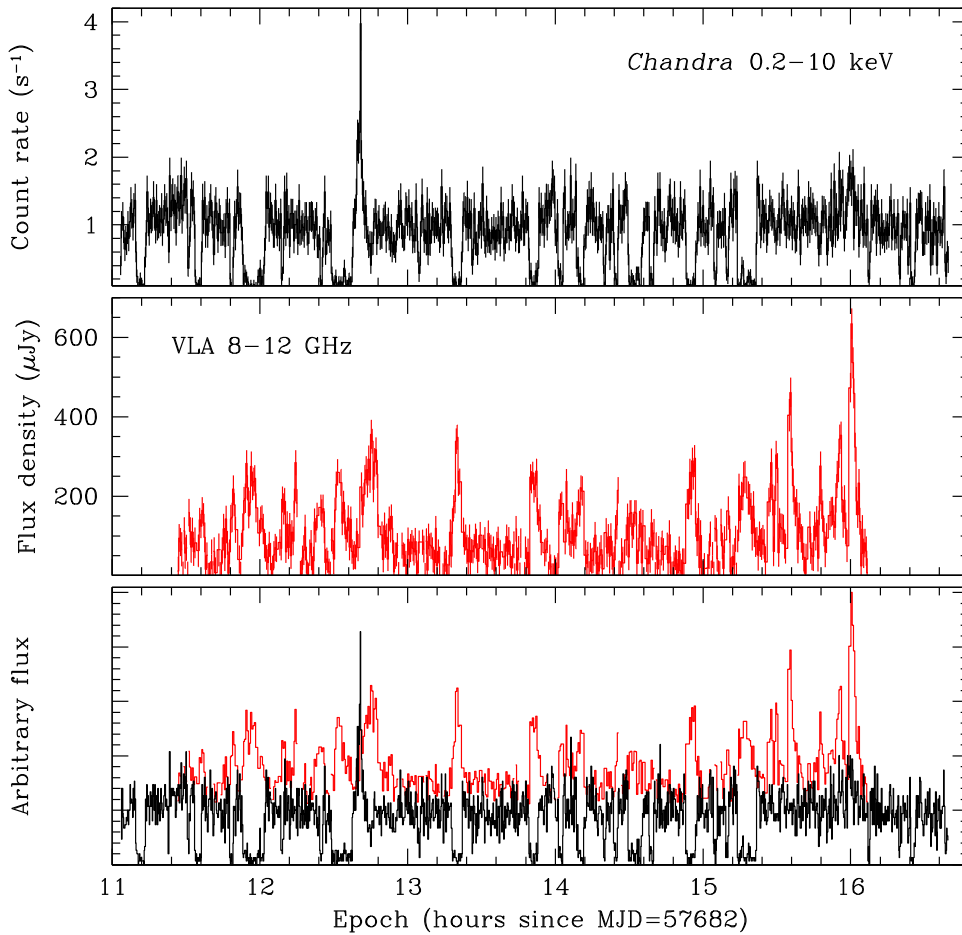 Chandra 0.2−10 keV
Count rate (s⁻¹)
4
3
2
1
VLA 8−12 GHz
Flux density (μJy)
600
400
200
Arbitrary flux
11 12 13 14 15 16
Epoch (hours since MJD=57682)